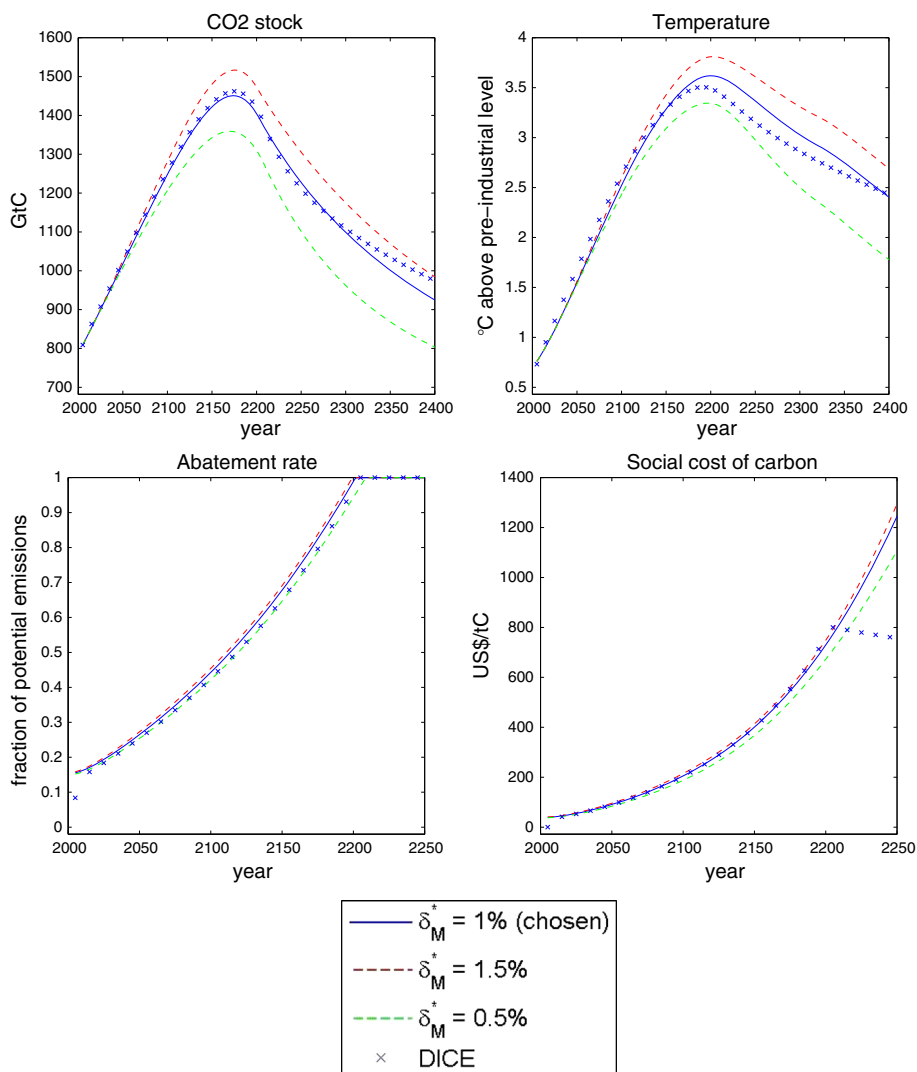 CO2 stock
GtC
1600
1500
1400
1300
1200
1100
1000
900
800
700
2000 2050 2100 2150 2200 2250 2300 2350 2400
year
Temperature
°C above pre−industrial level
4
3.5
3
2.5
2
1.5
1
0.5
2000 2050 2100 2150 2200 2250 2300 2350 2400
year
Abatement rate
fraction of potential emissions
1
0.9
0.8
0.7
0.6
0.5
0.4
0.3
0.2
0.1
0
2000 2050 2100 2150 2200 2250
year
Social cost of carbon
US$/tC
1400
1200
1000
800
600
400
200
0
2000 2050 2100 2150 2200 2250
year
δ*M = 1% (chosen)
δ*M = 1.5%
δ*M = 0.5%
DICE